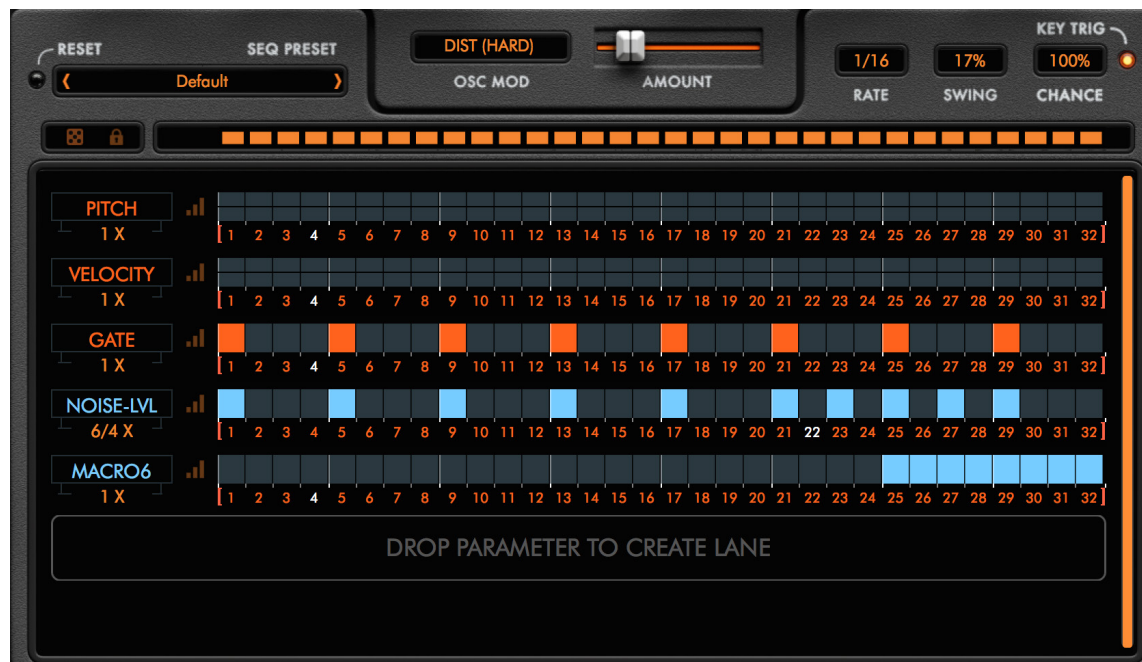 RESET SEQ PRESET
❬ Default ❭
DIST (HARD)
OSC MOD AMOUNT
KEY TRIG
1/16 17% 100%
RATE SWING CHANCE
PITCH
1 X
[ 1 2 3 4 5 6 7 8 9 10 11 12 13 14 15 16 17 18 19 20 21 22 23 24 25 26 27 28 29 30 31 32 ]
VELOCITY
1 X
[ 1 2 3 4 5 6 7 8 9 10 11 12 13 14 15 16 17 18 19 20 21 22 23 24 25 26 27 28 29 30 31 32 ]
GATE
1 X
[ 1 2 3 4 5 6 7 8 9 10 11 12 13 14 15 16 17 18 19 20 21 22 23 24 25 26 27 28 29 30 31 32 ]
NOISE-LVL
6/4 X
[ 1 2 3 4 5 6 7 8 9 10 11 12 13 14 15 16 17 18 19 20 21 22 23 24 25 26 27 28 29 30 31 32 ]
MACRO6
1 X
[ 1 2 3 4 5 6 7 8 9 10 11 12 13 14 15 16 17 18 19 20 21 22 23 24 25 26 27 28 29 30 31 32 ]
DROP PARAMETER TO CREATE LANE